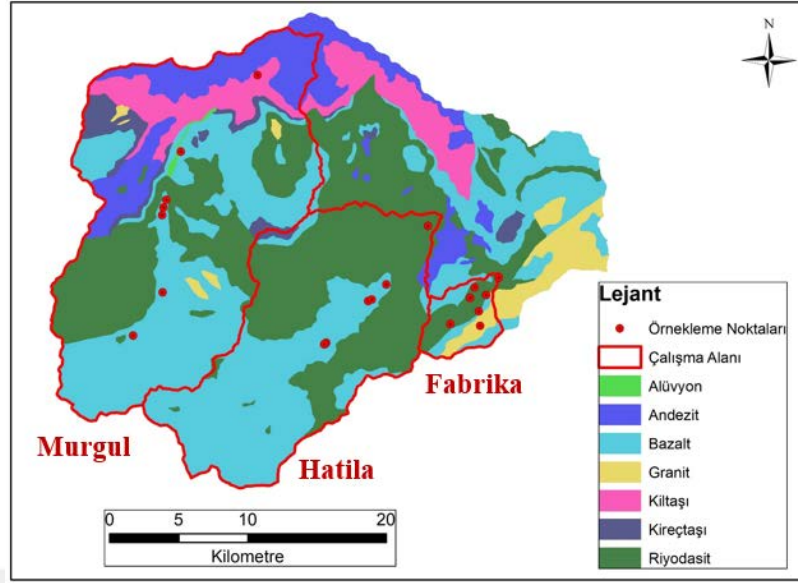 N
Lejant
Örnekleme Noktaları
Çalışma Alanı
Alüvyon
Andezit
Bazalt
Granit
Kiltaşı
Kireçtaşı
Riyodasit
Fabrika
Murgul
Hatila
0 5 10 20
Kilometre